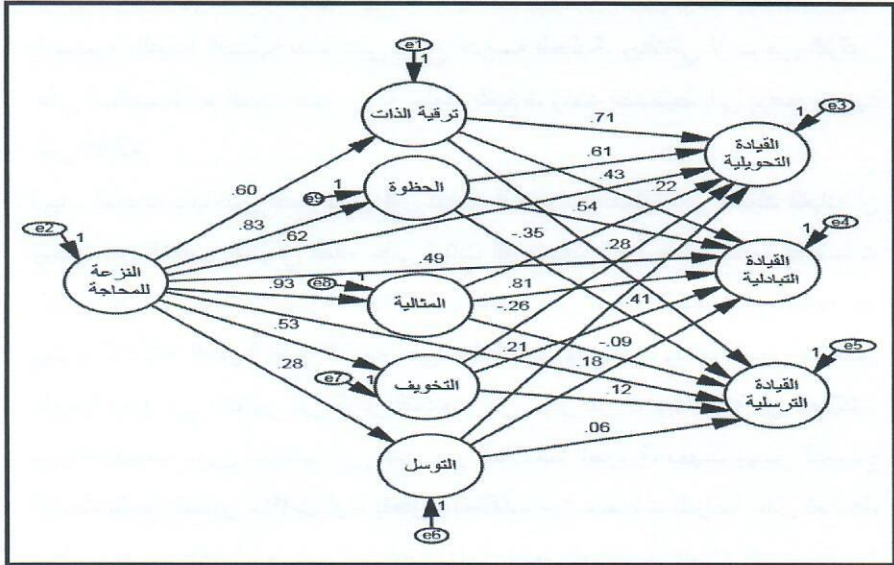 e1
1
ترقية الذات
e3
1
القيادة
التحويلية
.71
.61
.43
.22
الحظوة
e9
1
.60
.83
.62
.54
-.35
.28
e4
1
القيادة
التبادلية
e2
1
النزعة
للمحاجة
.49
.93
e8
1
المثالية
.81
-.26
.41
-.09
.53
.28
.21
.18
.12
.06
التخويف
e7
1
e5
1
القيادة
الترسلية
التوسل
1
e6